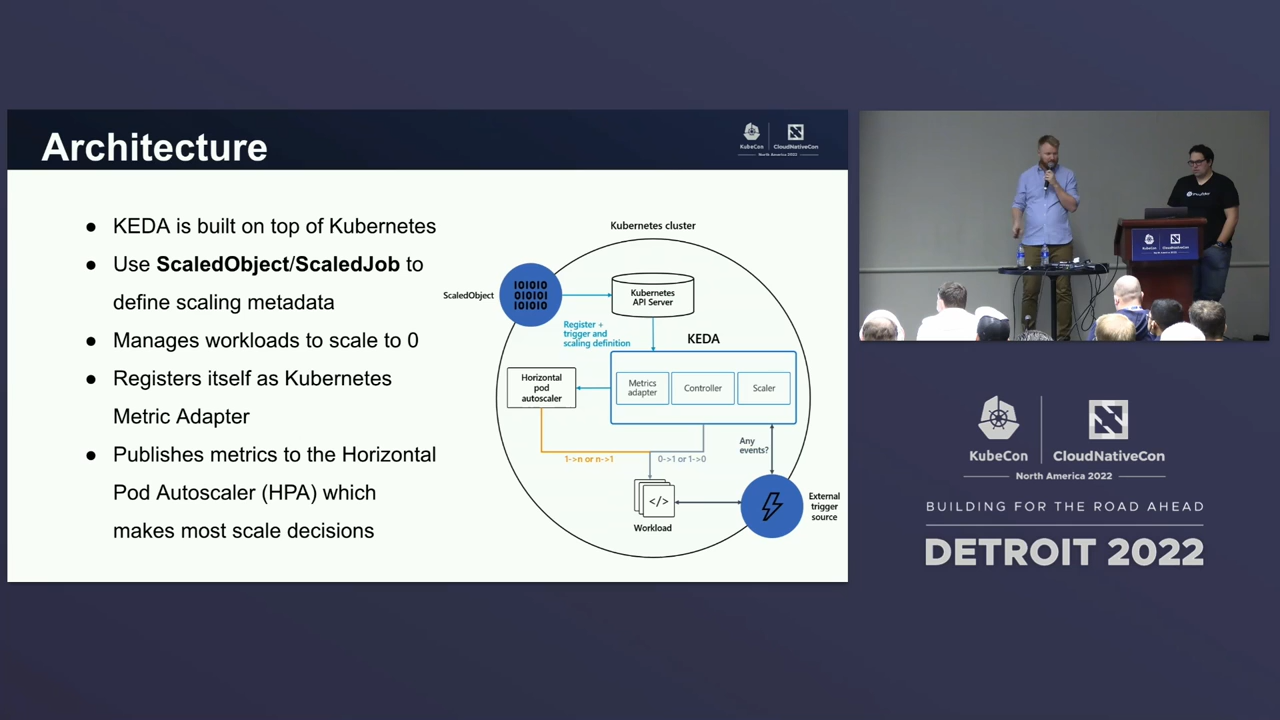 Architecture
KubeCon
CloudNativeCon
North America 2022
● KEDA is built on top of Kubernetes
● Use ScaledObject/ScaledJob to
define scaling metadata
● Manages workloads to scale to 0
● Registers itself as Kubernetes
Metric Adapter
● Publishes metrics to the Horizontal
Pod Autoscaler (HPA) which
makes most scale decisions
Kubernetes cluster
ScaledObject
10101
01010
10101
Kubernetes
API Server
Register +
trigger and
scaling definition
KEDA
Metrics
adapter
Controller
Scaler
Horizontal
pod
autoscaler
Any
events?
1->n or n->1
0->1 or 1->0
</>
Workload
External
trigger
source
KubeCon
CloudNativeCon
North America 2022
BUILDING FOR THE ROAD AHEAD
DETROIT 2022